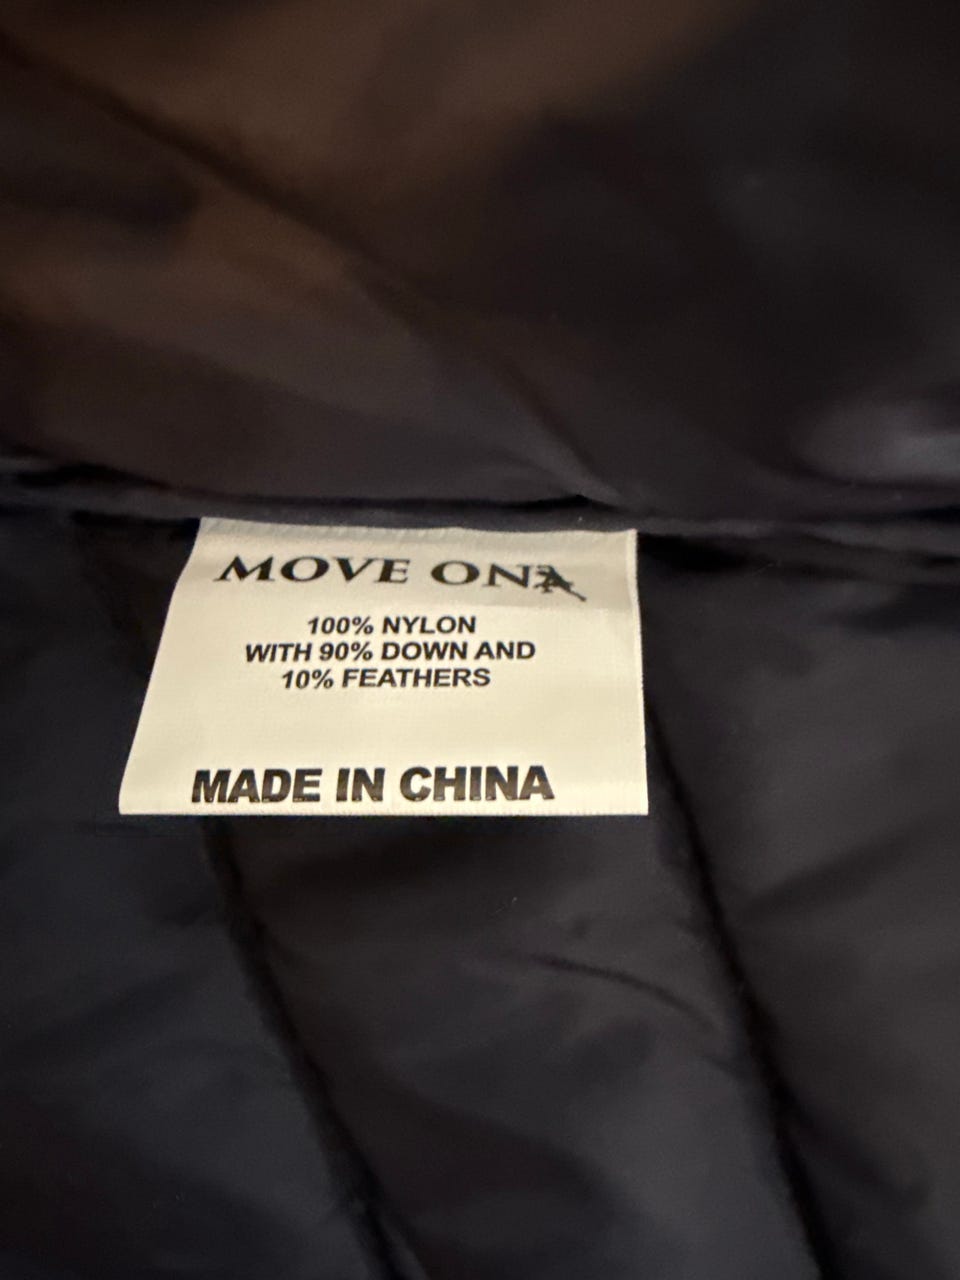 MOVE ON
100% NYLON
WITH 90% DOWN AND
10% FEATHERS
MADE IN CHINA